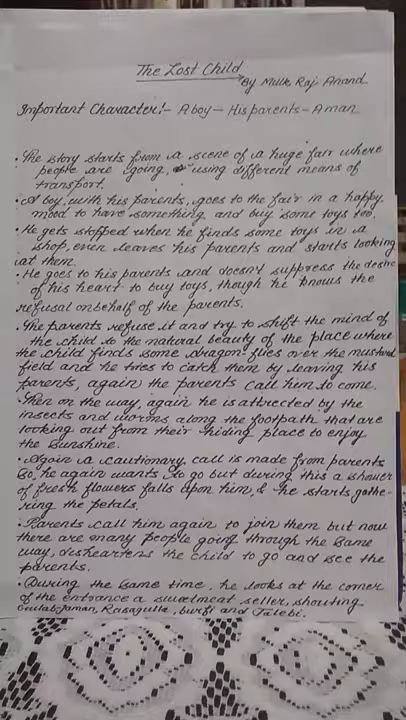 The Lost Child
By Mulk Raj Anand
Important Character:- A boy - His parents - A man
• The story starts from a scene of a huge fair where
people are going, using different means of
transport.
• A boy, with his parents, goes to the fair in a happy
mood to have something, and buy some toys too.
• He gets stopped when he finds some toys in a
shop, even leaves his parents and starts looking
at them.
• He goes to his parents and doesn't suppress the desire
of his heart to buy toys, though he knows the
refusal onbehalf of the parents.
• The parents refuse it and try to shift the mind of
the child to the natural beauty of the place where
the child finds some dragon flies over the mustard
field and he tries to catch them by leaving his
parents, again the parents call him to come.
• Then on the way, again he is attrected by the
insects and worms along the footpath that are
looking out from their hiding place to enjoy
the sunshine.
• Again a cautionary call is made from parents
so, he again wants to go but during this a shower
of fresh flowers falls upon him, & he starts gathe-
ring the petals.
• Parents call him again to join them but now
there are many people going through the same
way, disheartens the child to go and see the
parents.
• During the same time, he looks at the corner
of the entrance a sweetmeat seller, shouting
Gulab-Jaman, Rasagulla, burfi and Jalebi.